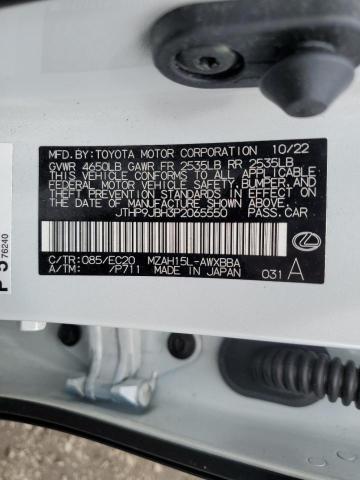 MFD.BY:TOYOTA MOTOR CORPORATION 10/22
GVWR 4650LB GAWR FR 2535LB RR 2535LB
THIS VEHICLE CONFORMS TO ALL APPLICABLE
FEDERAL MOTOR VEHICLE SAFETY, BUMPER, AND
THEFT PREVENTION STANDARDS IN EFFECT ON
THE DATE OF MANUFACTURE SHOWN ABOVE.
JTHP9JBH3P2065550 PASS.CAR
C/TR:085/EC20 MZAH15L-AWXBBA
A/TM: /P711 MADE IN JAPAN 031 A
P 5 76240